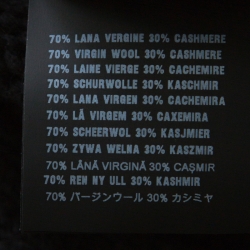 70% LANA VERGINE 30% CASHMERE
70% VIRGIN WOOL 30% CASHMERE
70% LAINE VIERGE 30% CACHEMIRE
70% SCHURWOLLE 30% KASCHMIR
70% LANA VIRGEN 30% CACHEMIRA
70% LÃ VIRGEM 30% CAXEMIRA
70% SCHEERWOL 30% KASJMIER
70% ZYWA WELNA 30% KASZMIR
70% LÂNĂ VIRGINĂ 30% CAŞMIR
70% REN NY ULL 30% KASHMIR
70% バージンウール 30% カシミヤ